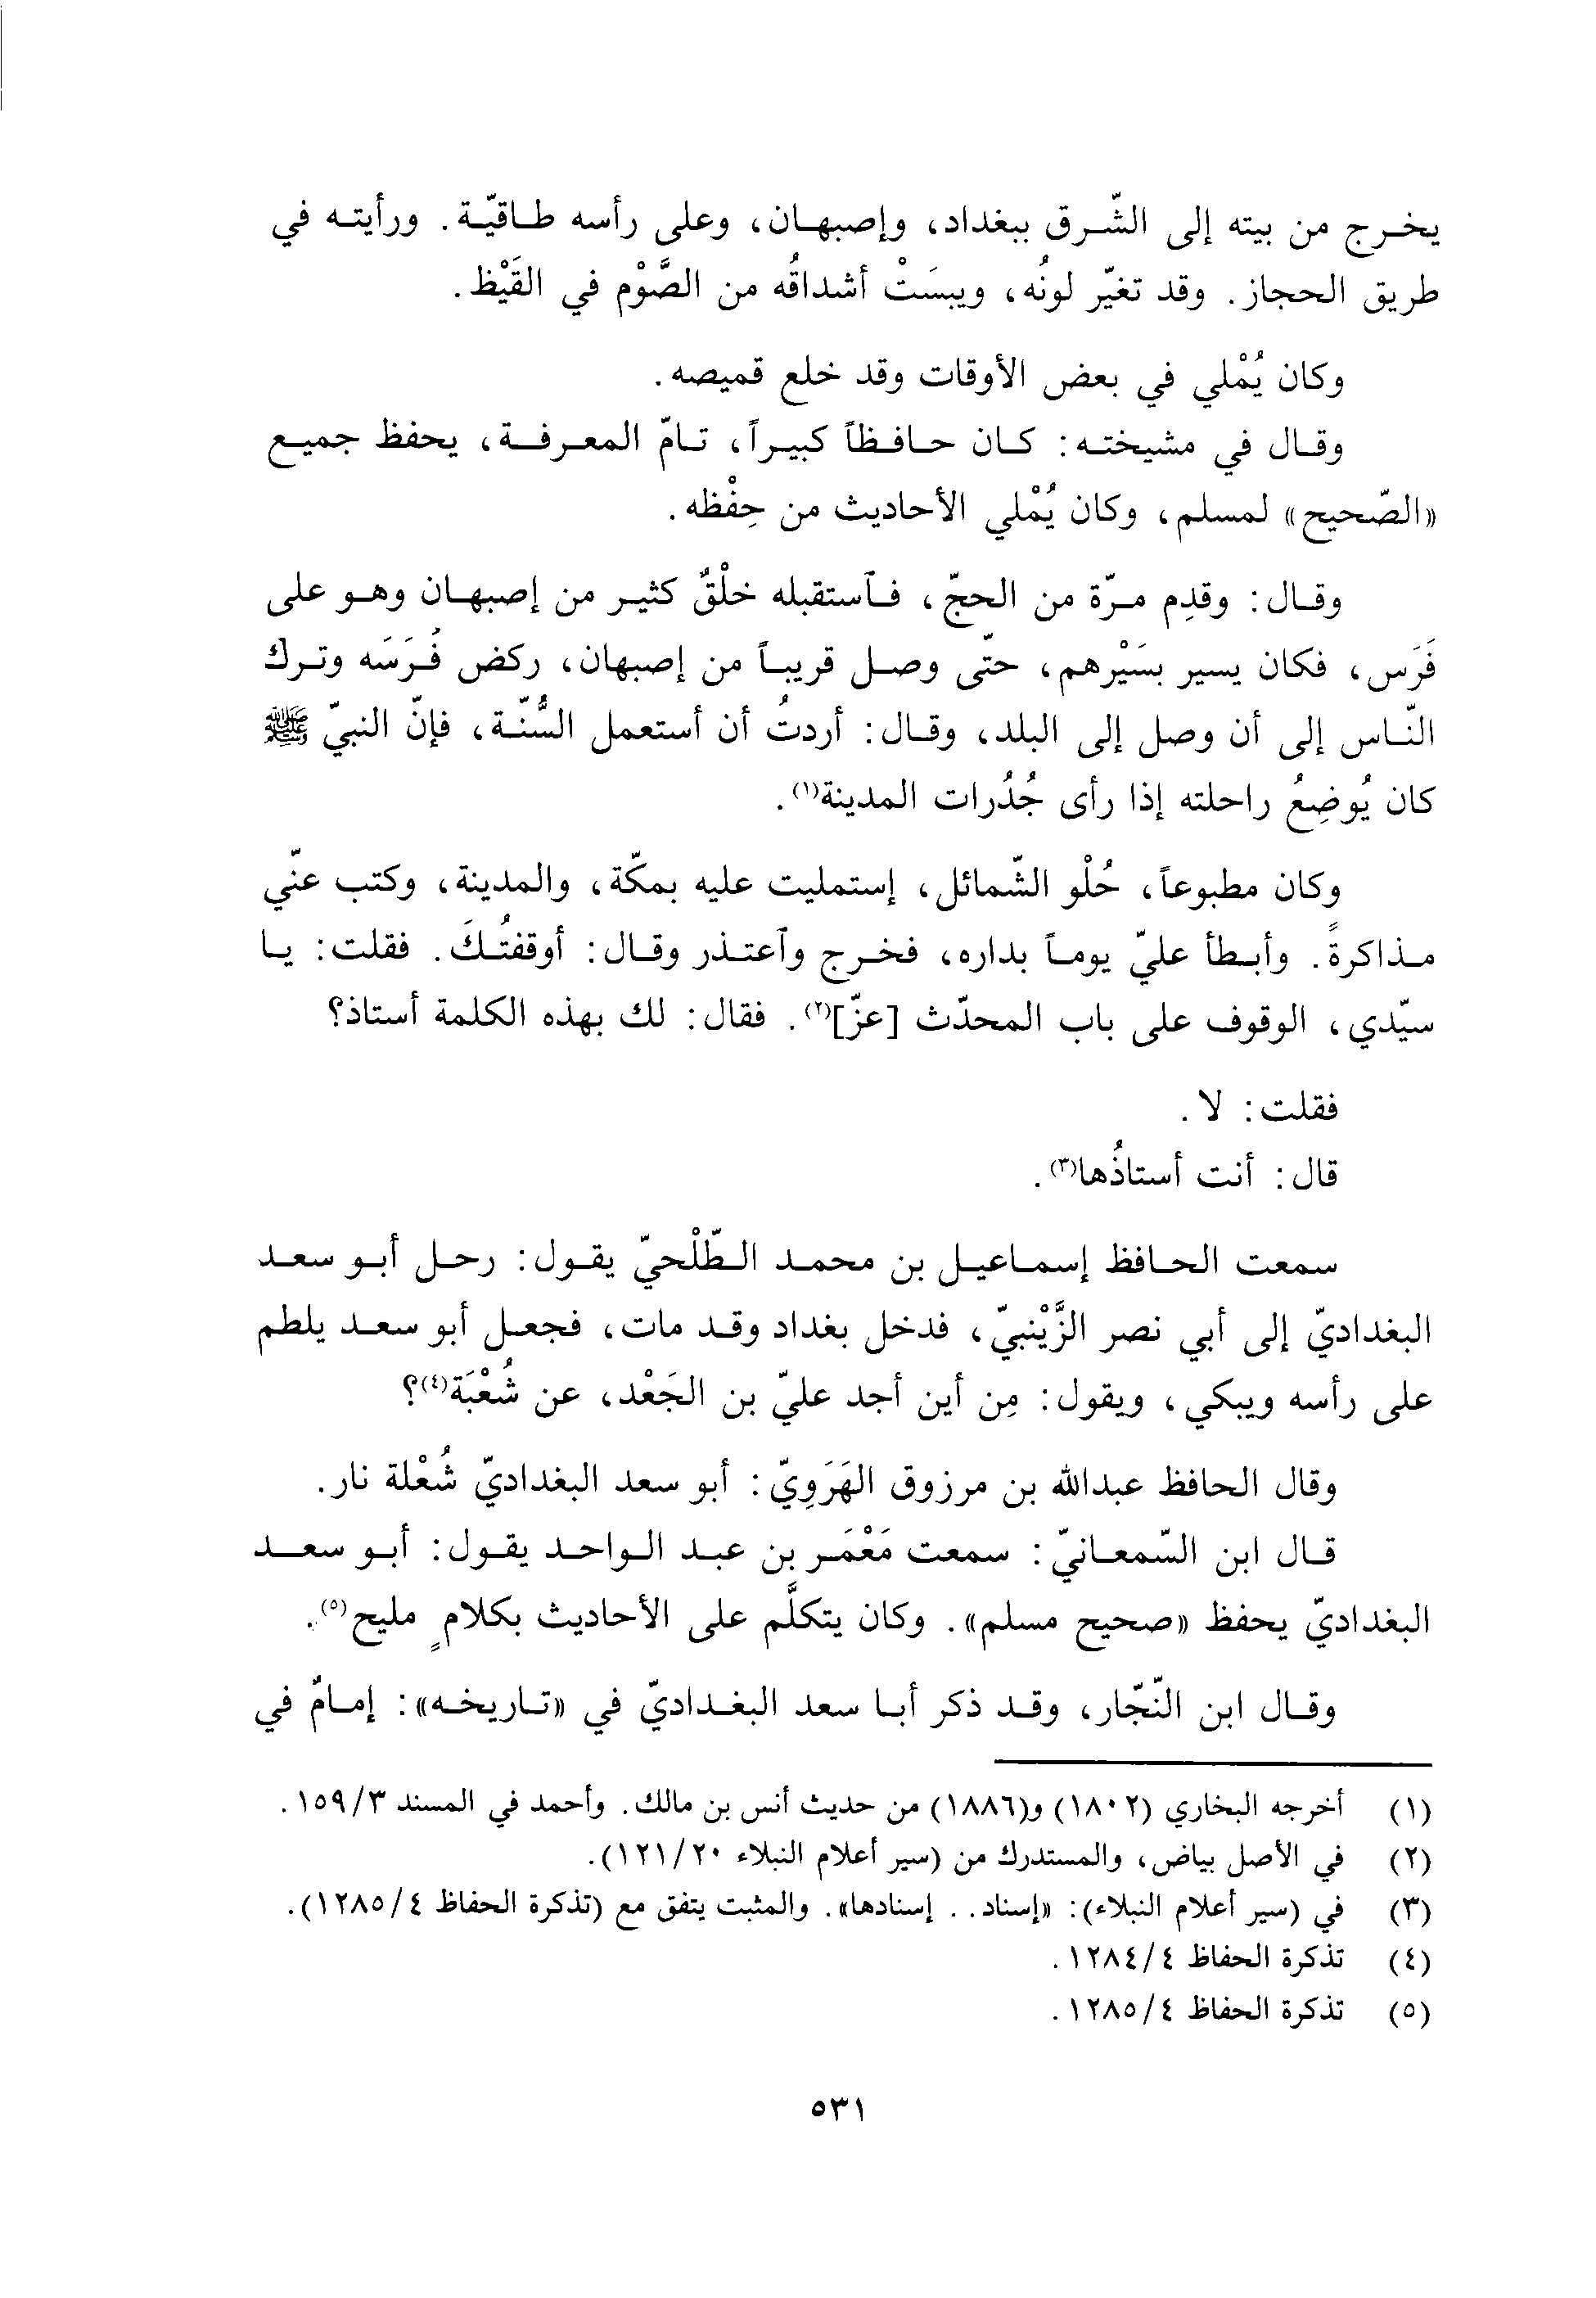 يخرج من بيته إلى الشّرق ببغداد، وإصبهان، وعلى رأسه طاقيّة. ورأيته في
طريق الحجاز. وقد تغيّر لونُه، ويبسَتْ أشداقُه من الصَّوْم في القَيْظ.
وكان يُمْلي في بعض الأوقات وقد خلع قميصه.
وقال في مشيخته: كان حافظاً كبيراً، تامّ المعرفة، يحفظ جميع
«الصّحيح» لمسلم، وكان يُمْلي الأحاديث من حِفْظه.
وقال: وقدِم مرّة من الحجّ، فٱستقبله خلْقٌ كثير من إصبهان وهو على
فَرَس، فكان يسير بسَيْرهم، حتّى وصل قريباً من إصبهان، ركض فُرَسَه وترك
النّاس إلى أن وصل إلى البلد، وقال: أردتُ أن أستعمل السُّنّة، فإنّ النبيّ ﷺ
كان يُوضِعُ راحلته إذا رأى جُدُرات المدينة(١).
وكان مطبوعاً، حُلْو الشّمائل، إستمليت عليه بمكّة، والمدينة، وكتب عنّي
مذاكرةً. وأبطأ عليّ يوماً بداره، فخرج وٱعتذر وقال: أوقفتُكَ. فقلت: يا
سيّدي، الوقوف على باب المحدّث [عزّ](٢). فقال: لك بهذه الكلمة أستاذ؟
فقلت: لا.
قال: أنت أستاذُها(٣).
سمعت الحافظ إسماعيل بن محمد الطّلْحيّ يقول: رحل أبو سعد
البغداديّ إلى أبي نصر الزَّيْنبيّ، فدخل بغداد وقد مات، فجعل أبو سعد يلطم
على رأسه ويبكي، ويقول: مِن أين أجد عليّ بن الجَعْد، عن شُعْبَة(٤)؟
وقال الحافظ عبدالله بن مرزوق الهَرَوِيّ: أبو سعد البغداديّ شُعْلة نار.
قال ابن السّمعانيّ: سمعت مَعْمَر بن عبد الواحد يقول: أبو سعد
البغداديّ يحفظ «صحيح مسلم». وكان يتكلَّم على الأحاديث بكلامٍ مليح(٥).
وقال ابن النّجّار، وقد ذكر أبا سعد البغداديّ في «تاريخه»: إمامٌ في
(١) أخرجه البخاري (١٨٠٢) و(١٨٨٦) من حديث أنس بن مالك. وأحمد في المسند ١٥٩/٣.
(٢) في الأصل بياض، والمستدرك من (سير أعلام النبلاء ١٢١/٢٠).
(٣) في (سير أعلام النبلاء): «إسناد.. إسنادها». والمثبت يتفق مع (تذكرة الحفاظ ١٢٨٥/٤).
(٤) تذكرة الحفاظ ١٢٨٤/٤.
(٥) تذكرة الحفاظ ١٢٨٥/٤.
٥٣١